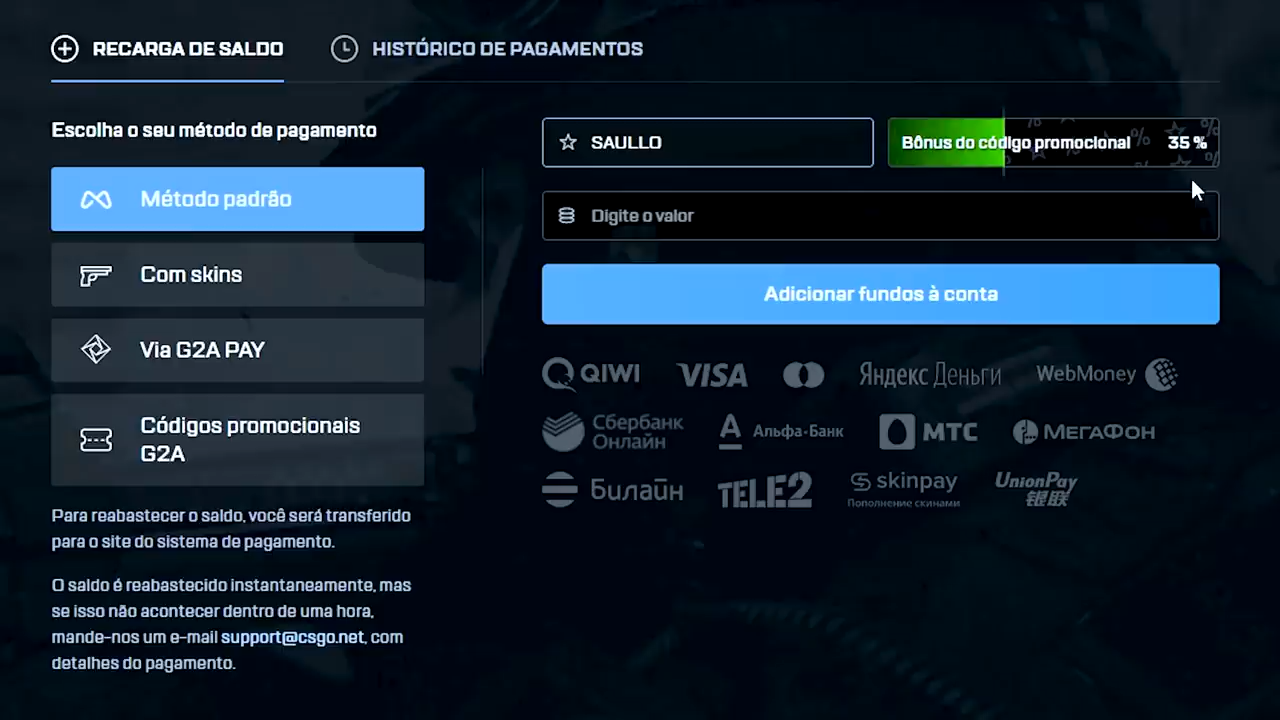 RECARGA DE SALDO
HISTÓRICO DE PAGAMENTOS
Escolha o seu método de pagamento
Método padrão
Com skins
Via G2A PAY
Códigos promocionais
G2A
Para reabastecer o saldo, você será transferido
para o site do sistema de pagamento.
O saldo é reabastecido instantaneamente, mas
se isso não acontecer dentro de uma hora,
mande-nos um e-mail support@csgo.net, com
detalhes do pagamento.
SAULLO
Bônus do código promocional 35 %
Digite o valor
Adicionar fundos à conta
QIWI VISA Яндекс Деньги WebMoney
Сбербанк
Онлайн
Альфа-Банк МТС МЕГАФОН
Билайн TELE2
skinpay
Пополнение скинами
UnionPay
银联